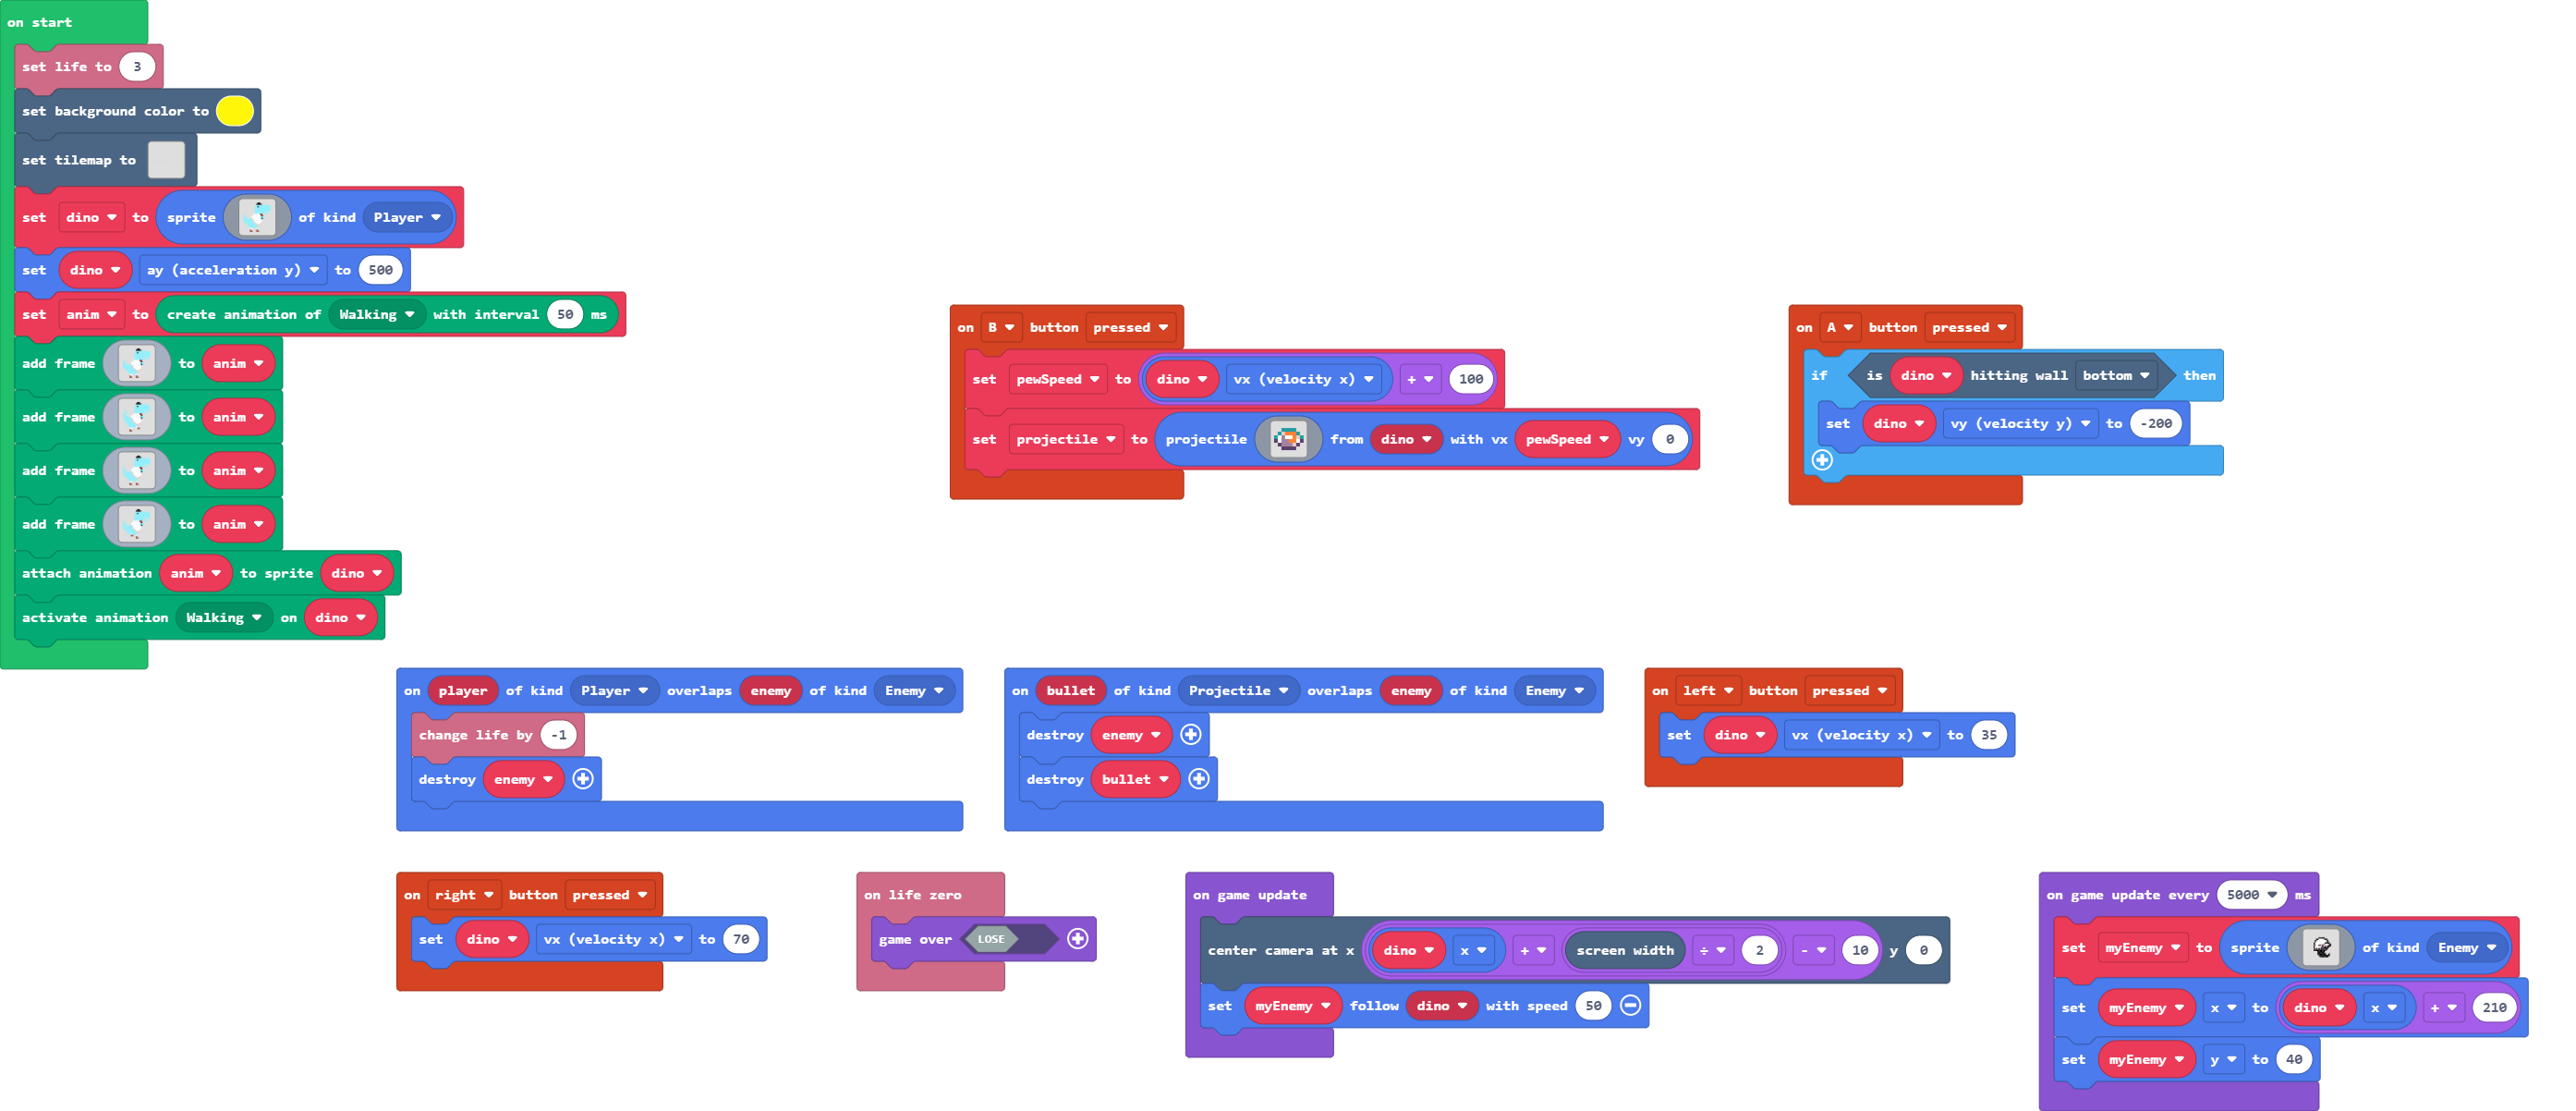 on start
set life to 3
set background color to
set tilemap to
set dino to sprite of kind Player
set dino ay (acceleration y) to 500
set anim to create animation of Walking with interval 50 ms
add frame to anim
add frame to anim
add frame to anim
add frame to anim
attach animation anim to sprite dino
activate animation Walking on dino
on B button pressed
set pewSpeed to dino vx (velocity x) + 100
set projectile to projectile from dino with vx pewSpeed vy 0
on A button pressed
if is dino hitting wall bottom then
set dino vy (velocity y) to -200
on player of kind Player overlaps enemy of kind Enemy
change life by -1
destroy enemy
on bullet of kind Projectile overlaps enemy of kind Enemy
destroy enemy
destroy bullet
on left button pressed
set dino vx (velocity x) to 35
on right button pressed
set dino vx (velocity x) to 70
on life zero
game over LOSE
on game update
center camera at x dino x + screen width ÷ 2 - 10 y 0
set myEnemy follow dino with speed 50
on game update every 5000 ms
set myEnemy to sprite of kind Enemy
set myEnemy x to dino x + 210
set myEnemy y to 40